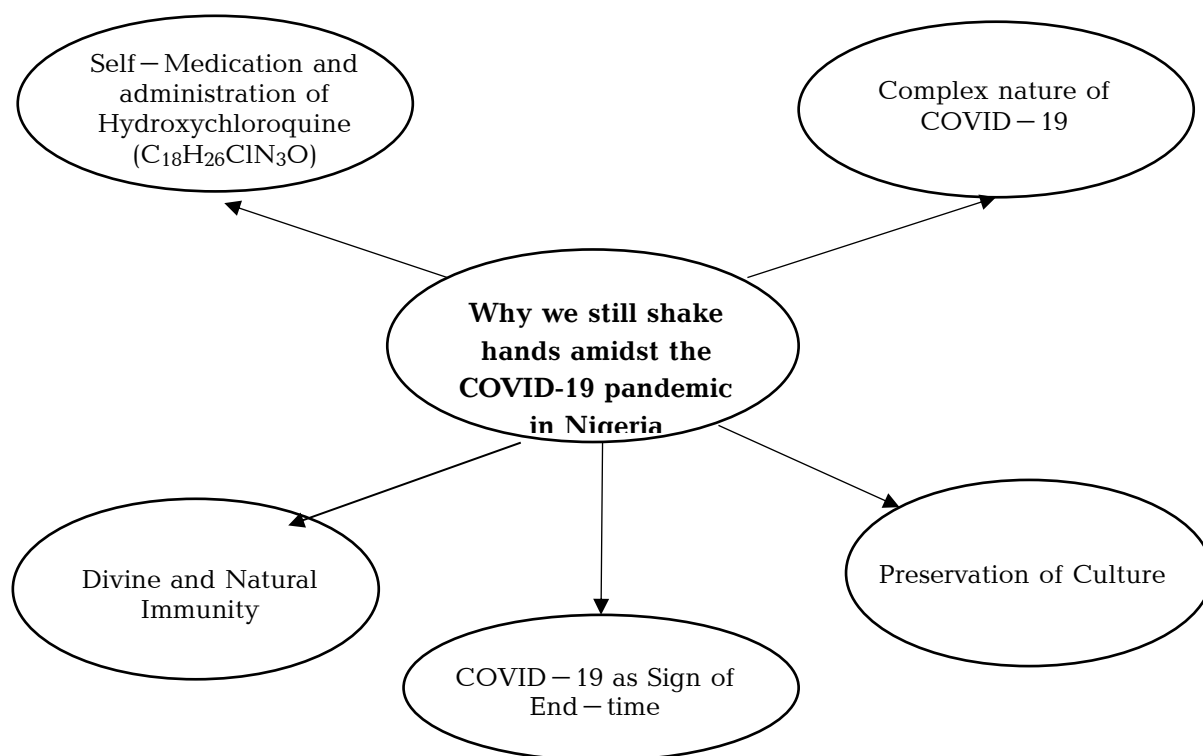 Self–Medication and
administration of
Hydroxychloroquine
(C₁₈H₂₆ClN₃O)
Complex nature of
COVID–19
Why we still shake
hands amidst the
COVID-19 pandemic
in Nigeria
Divine and Natural
Immunity
Preservation of Culture
COVID–19 as Sign of
End–time